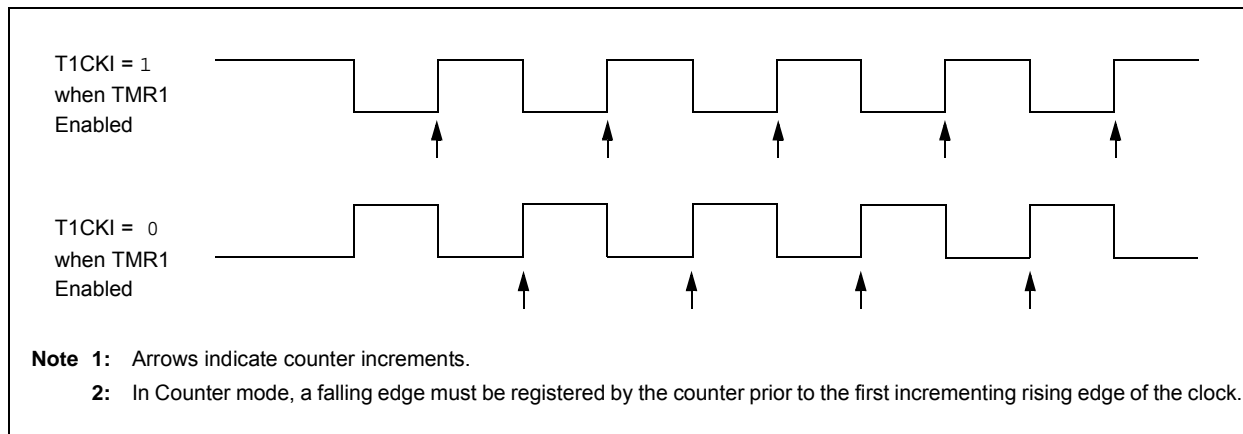 T1CKI = 1
when TMR1
Enabled
T1CKI = 0
when TMR1
Enabled
Note 1: Arrows indicate counter increments.
2: In Counter mode, a falling edge must be registered by the counter prior to the first incrementing rising edge of the clock.